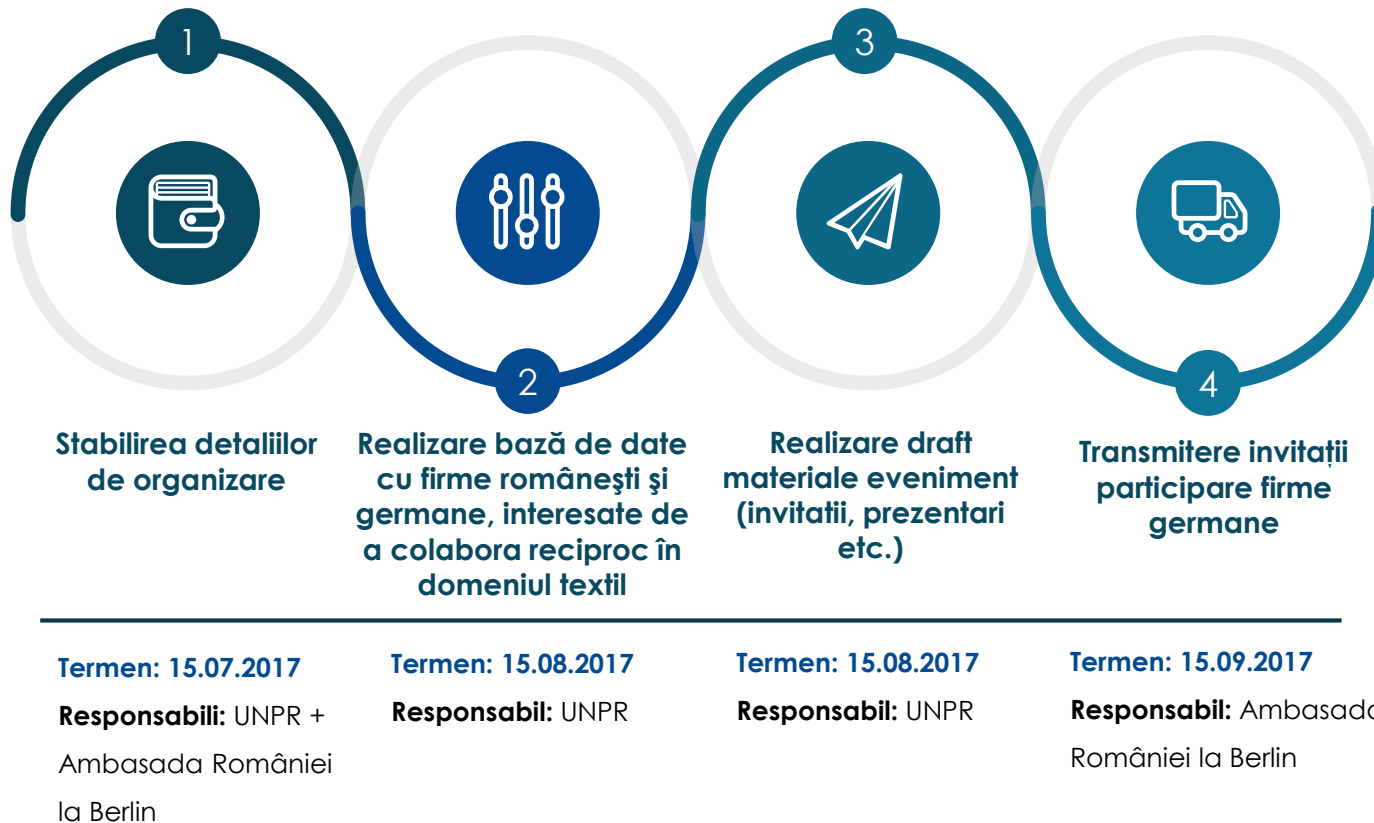 1
Stabilirea detaliilor
de organizare
2
Realizare bază de date
cu firme româneşti şi
germane, interesate de
a colabora reciproc în
domeniul textil
3
Realizare draft
materiale eveniment
(invitatii, prezentari
etc.)
4
Transmitere invitații
participare firme
germane
Termen: 15.07.2017
Responsabili: UNPR +
Ambasada României
la Berlin
Termen: 15.08.2017
Responsabil: UNPR
Termen: 15.08.2017
Responsabil: UNPR
Termen: 15.09.2017
Responsabil: Ambasada
României la Berlin